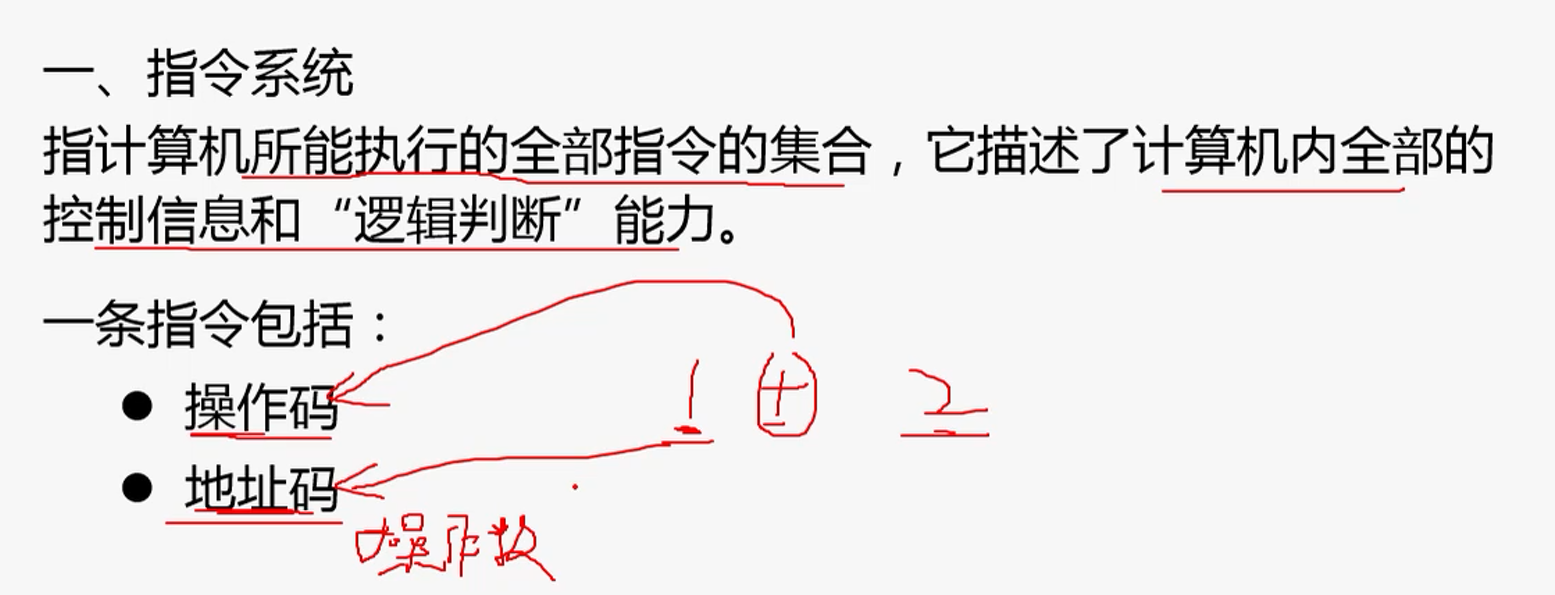 一、指令系统
指计算机所能执行的全部指令的集合，它描述了计算机内全部的
控制信息和“逻辑判断”能力。
一条指令包括：
● 操作码
1 + 2
● 地址码
操作数